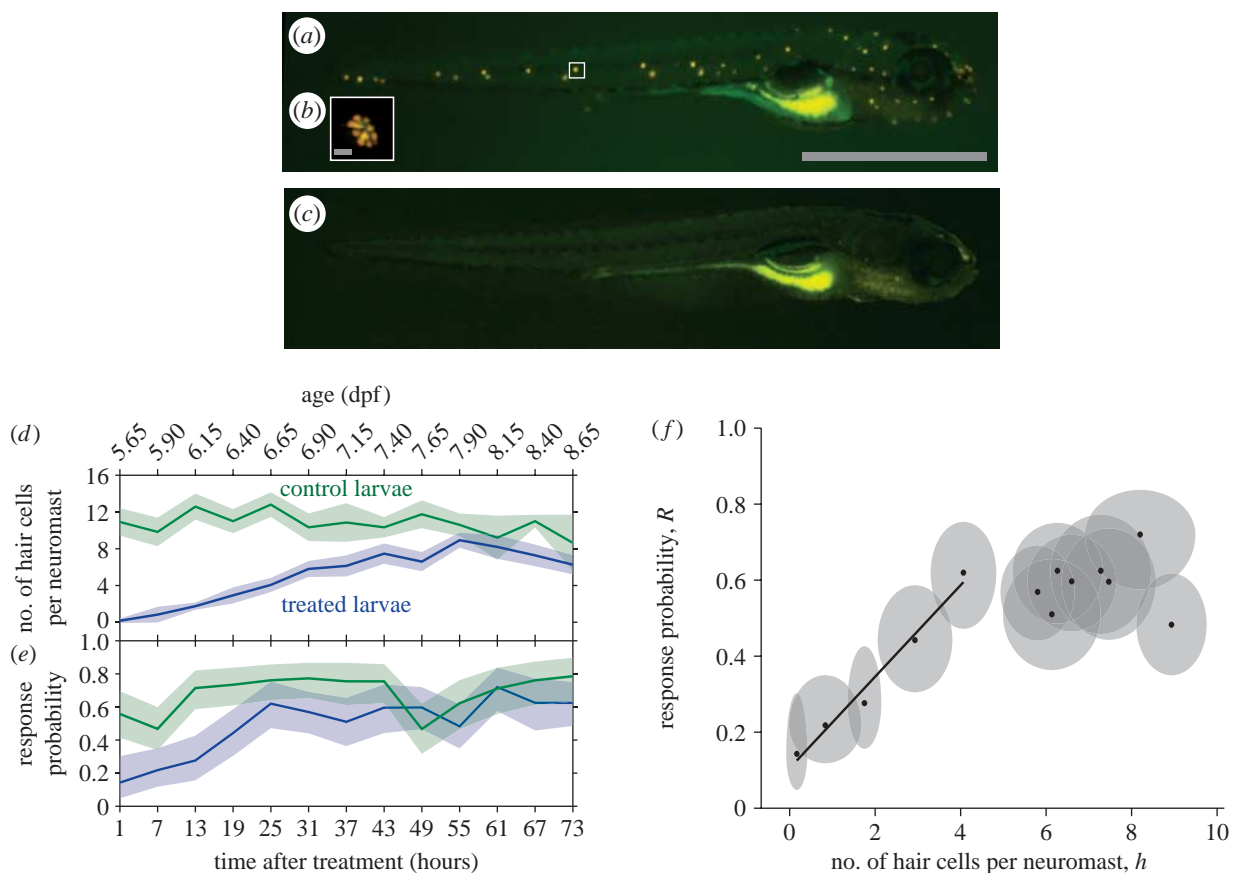 (a)
(b)
(c)
age (dpf)
(d)
5.65 5.90 6.15 6.40 6.65 6.90 7.15 7.40 7.65 7.90 8.15 8.40 8.65
no. of hair cells
per neuromast
16
12
8
4
0
control larvae
treated larvae
(e)
response
probability
1.0
0.8
0.6
0.4
0.2
0
1 7 13 19 25 31 37 43 49 55 61 67 73
time after treatment (hours)
(f)
response probability, R
1.0
0.8
0.6
0.4
0.2
0
0 2 4 6 8 10
no. of hair cells per neuromast, h